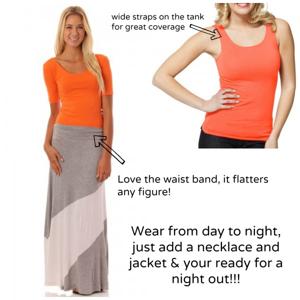 wide straps on the tank
for great coverage
Love the waist band, it flatters
any figure!
Wear from day to night,
just add a necklace and
jacket & your ready for a
night out!!!